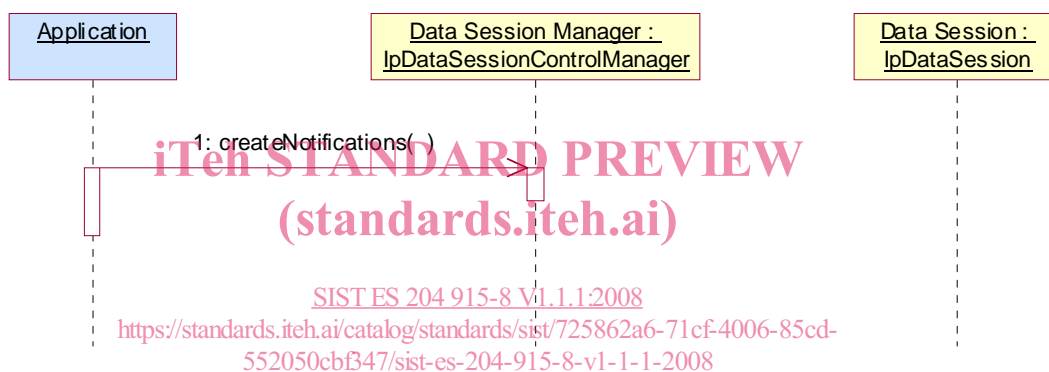 Application
Data Session Manager :
IpDataSessionControlManager
Data Session :
IpDataSession
1: createNotifications( )
iTeh STANDARD PREVIEW
(standards.iteh.ai)
SIST ES 204 915-8 V1.1.1:2008
https://standards.iteh.ai/catalog/standards/sist/725862a6-71cf-4006-85cd-
552050cbf347/sist-es-204-915-8-v1-1-1-2008